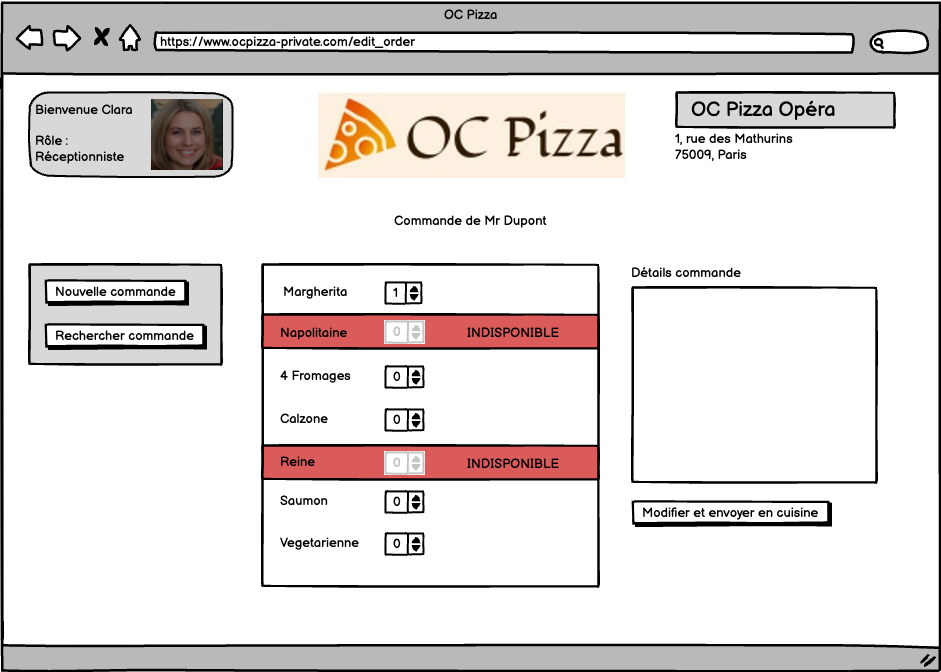 OC Pizza
https://www.ocpizza-private.com/edit_order
Bienvenue Clara
Rôle :
Réceptionniste
OC Pizza
OC Pizza Opéra
1, rue des Mathurins
75009, Paris
Commande de Mr Dupont
Nouvelle commande
Rechercher commande
Margherita 1
Napolitaine 0 INDISPONIBLE
4 Fromages 0
Calzone 0
Reine 0 INDISPONIBLE
Saumon 0
Vegetarienne 0
Détails commande
Modifier et envoyer en cuisine